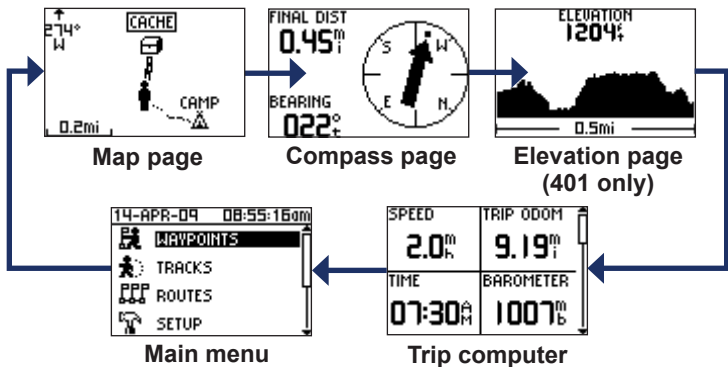 274°
W
CACHE
CAMP
0.2mi
Map page
FINAL DIST
0.45mi
BEARING
022°t
S
W
E
N
Compass page
ELEVATION
1204ft
0.5mi
Elevation page
(401 only)
14-APR-09 08:55:16am
WAYPOINTS
TRACKS
ROUTES
SETUP
Main menu
SPEED
2.0mh
TRIP ODOM
9.19mi
TIME
07:30AM
BAROMETER
1007mb
Trip computer